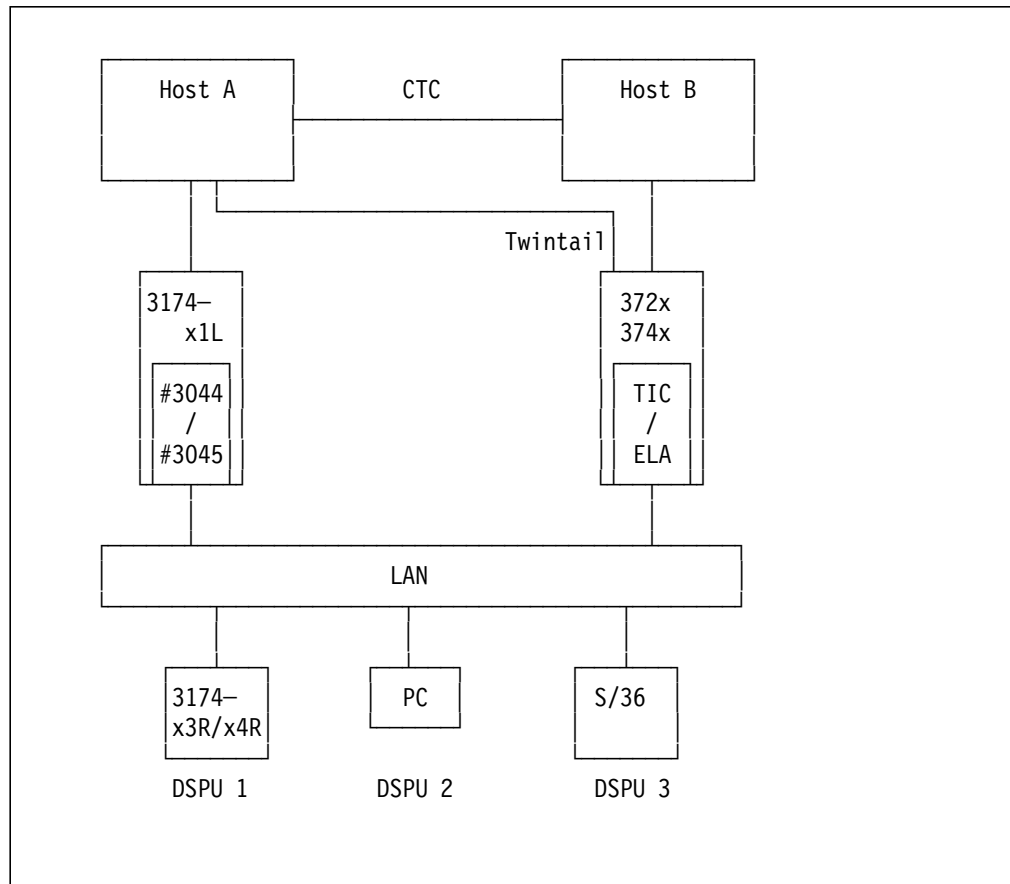 Host A
CTC
Host B
Twintail
3174—
x1L
#3044
/
#3045
372x
374x
TIC
/
ELA
LAN
3174—
x3R/x4R
PC
S/36
DSPU 1
DSPU 2
DSPU 3